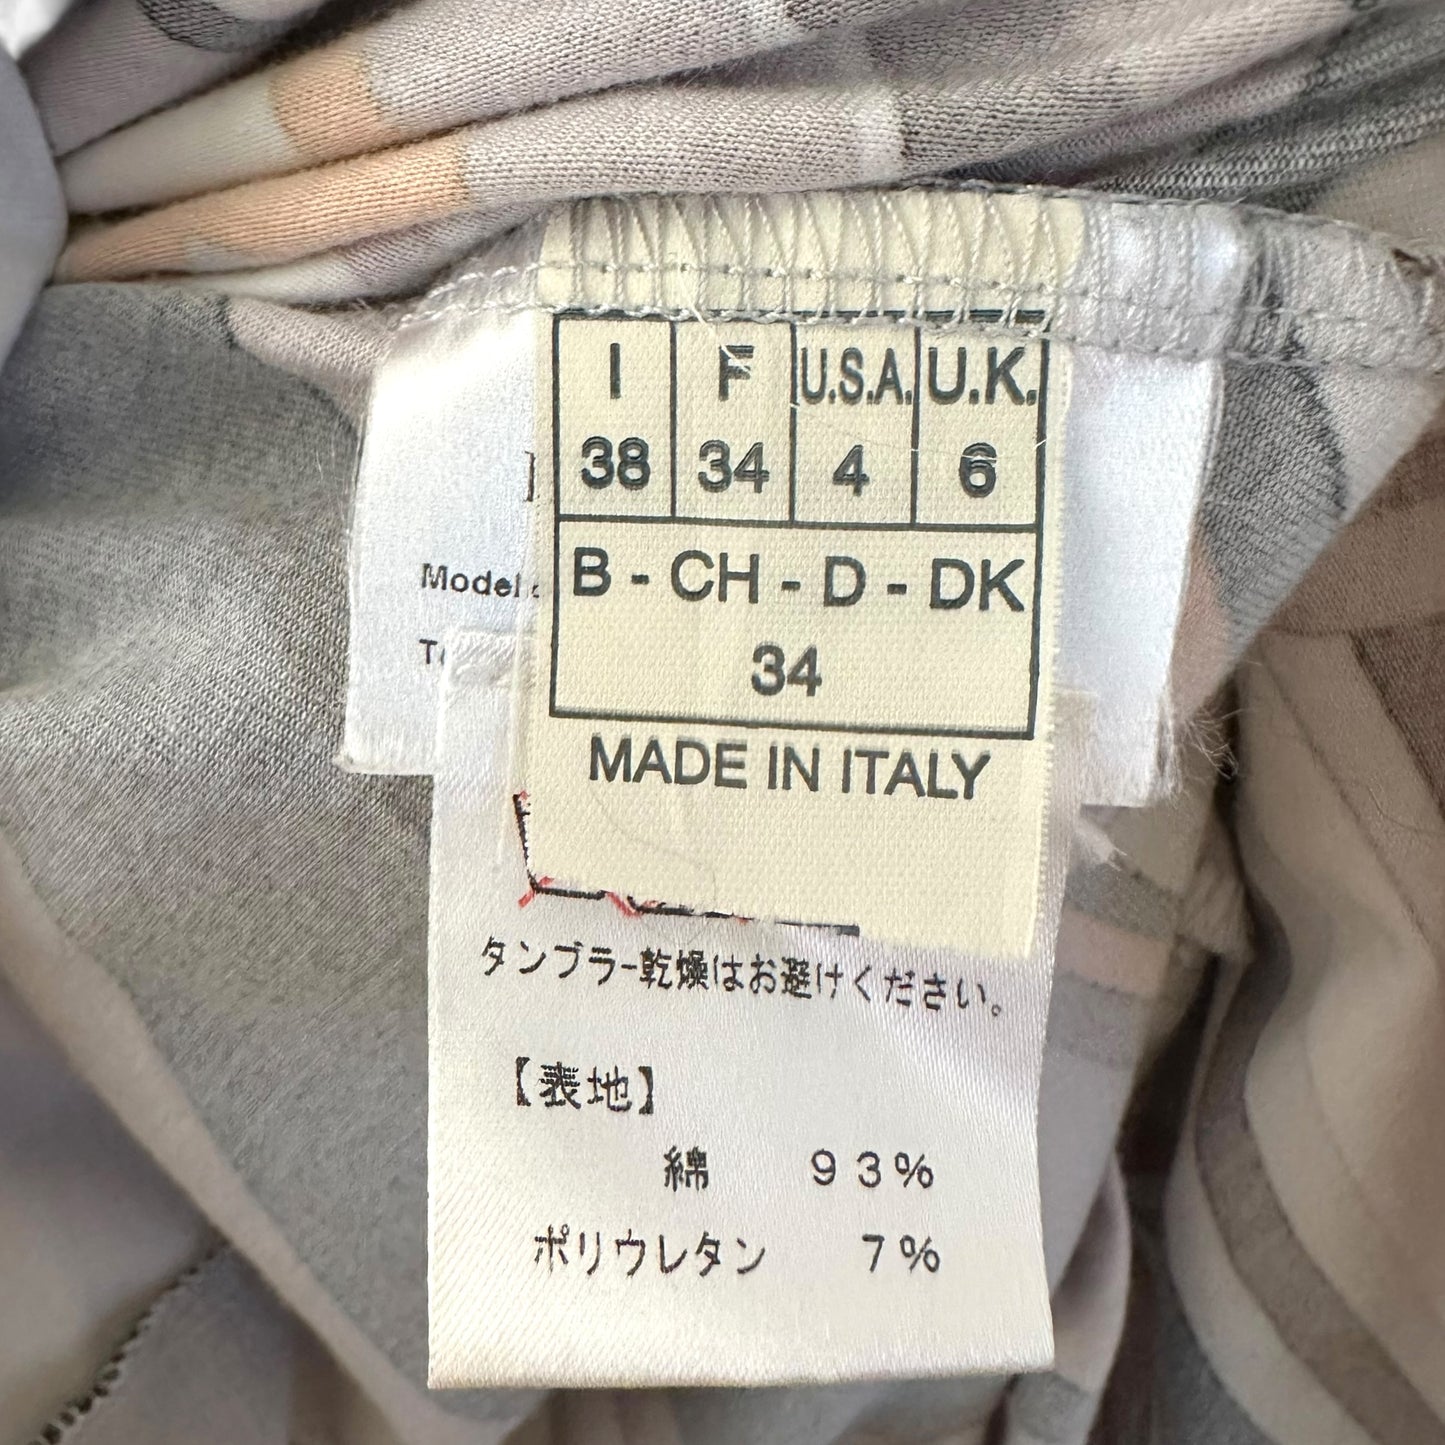 I F U.S.A. U.K.
38 34 4 6
B - CH - D - DK
34
MADE IN ITALY
Model
タンブラー乾燥はお避けください。
【表地】
綿 93%
ポリウレタン 7%